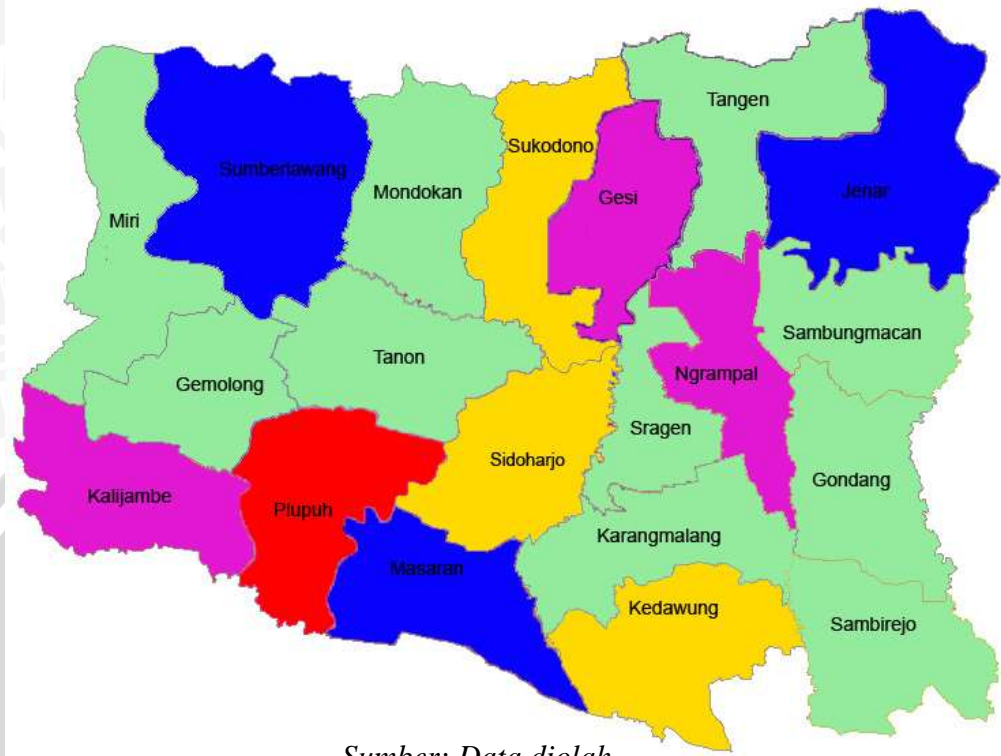 Tangen
Sukodono
Sumberlawang
Mondokan
Gesi
Jenar
Miri
Sambungmacan
Tanon
Gemolong
Ngrampal
Sragen
Sidoharjo
Gondang
Kalijambe
Plupuh
Karangmalang
Masaran
Kedawung
Sambirejo
Sumber: Data diolah